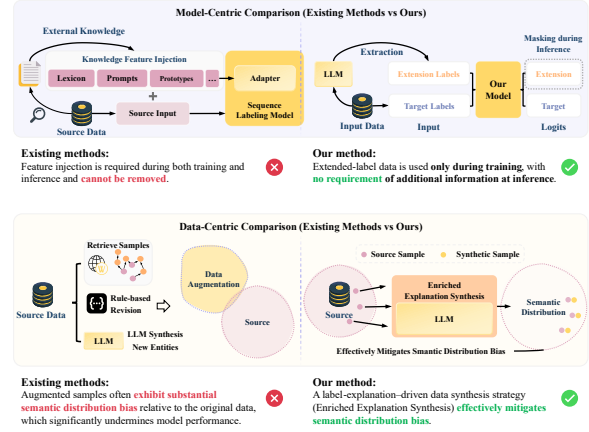 Model-Centric Comparison (Existing Methods vs Ours)
External Knowledge
Knowledge Feature Injection
Lexicon
Prompts
Prototypes
...
Adapter
+
Source Input
Sequence
Labeling Model
Source Data
Masking during
Inference
Extraction
LLM
Extension Labels
Target Labels
Our
Model
Extension
Target
Input Data
Input
Logits
Existing methods:
Feature injection is required during both training and
inference and cannot be removed.
Our method:
Extended-label data is used only during training, with
no requirement of additional information at inference.
Data-Centric Comparison (Existing Methods vs Ours)
Retrieve Samples
Rule-based
Revision
Source Data
LLM
LLM Synthesis
New Entities
Data
Augmentation
Source
Source Sample
Synthetic Sample
Source
Enriched
Explanation Synthesis
LLM
Semantic
Distribution
Effectively Mitigates Smantic Distribution Bias
Existing methods:
Augmented samples often exhibit substantial
semantic distribution bias relative to the original data,
which significantly undermines model performance.
Our method:
A label-explanation–driven data synthesis strategy
(Enriched Explanation Synthesis) effectively mitigates
semantic distribution bias.